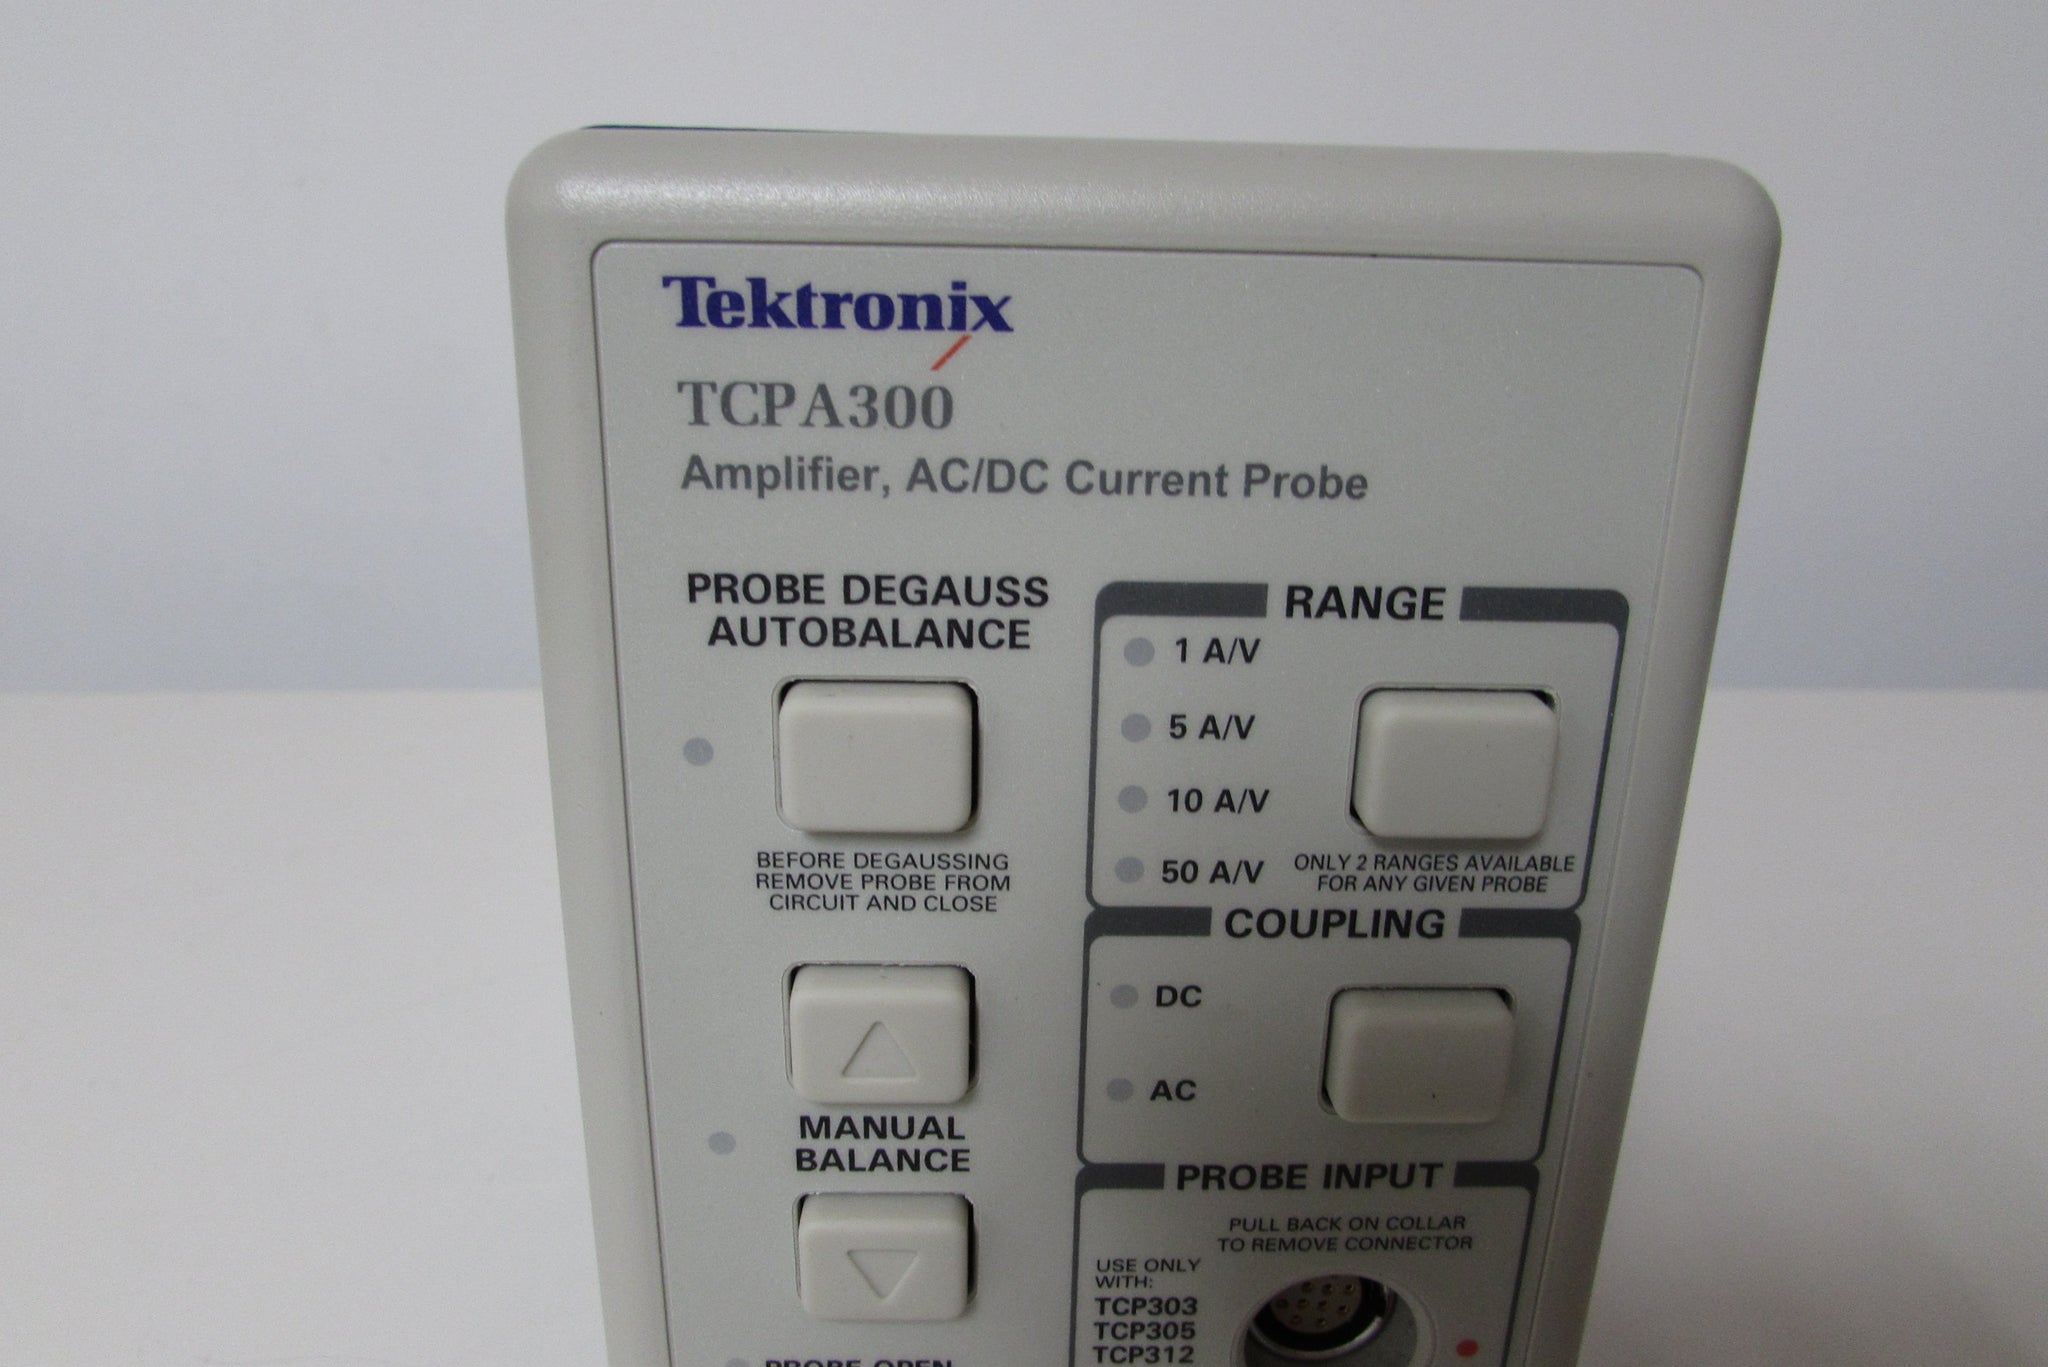 Tektronix
TCPA300
Amplifier, AC/DC Current Probe
PROBE DEGAUSS
AUTOBALANCE
BEFORE DEGAUSSING
REMOVE PROBE FROM
CIRCUIT AND CLOSE
MANUAL
BALANCE
PROBE OPEN
RANGE
1 A/V
5 A/V
10 A/V
50 A/V
ONLY 2 RANGES AVAILABLE
FOR ANY GIVEN PROBE
COUPLING
DC
AC
PROBE INPUT
PULL BACK ON COLLAR
TO REMOVE CONNECTOR
USE ONLY
WITH:
TCP303
TCP305
TCP312